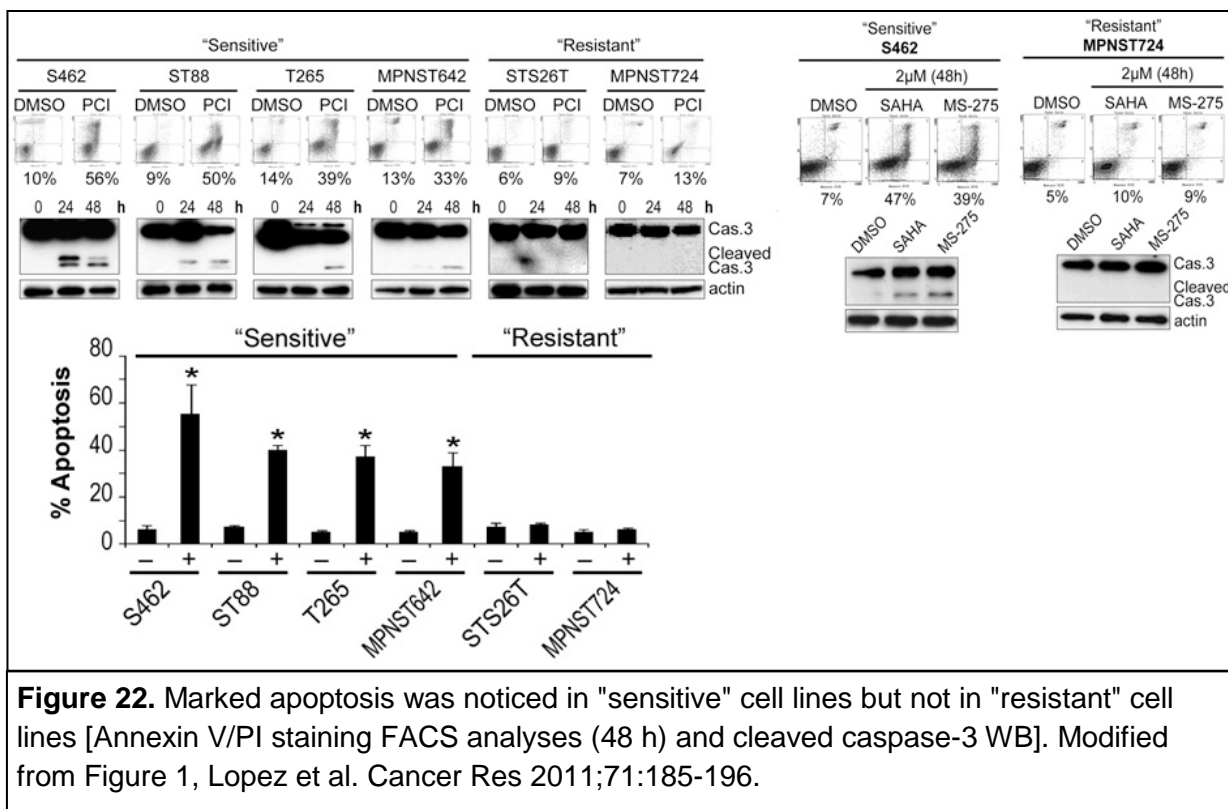 "Sensitive"
"Resistant"
S462 ST88 T265 MPNST642 STS26T MPNST724
DMSO PCI DMSO PCI DMSO PCI DMSO PCI DMSO PCI DMSO PCI
10% 56% 9% 50% 14% 39% 13% 33% 6% 9% 7% 13%
0 24 48 h 0 24 48 h 0 24 48 h 0 24 48 h 0 24 48 h 0 24 48 h
Cas.3
Cleaved
Cas.3
actin
"Sensitive"
S462
2µM (48h)
DMSO SAHA MS-275
7% 47% 39%
DMSO SAHA MS-275
"Resistant"
MPNST724
2µM (48h)
DMSO SAHA MS-275
5% 10% 9%
DMSO SAHA MS-275
Cas.3
Cleaved
Cas.3
actin
"Sensitive" "Resistant"
% Apoptosis
80
60
40
20
0
* * * *
– + – + – + – + – + – +
S462 ST88 T265 MPNST642 STS26T MPNST724
Figure 22. Marked apoptosis was noticed in "sensitive" cell lines but not in "resistant" cell
lines [Annexin V/PI staining FACS analyses (48 h) and cleaved caspase-3 WB]. Modified
from Figure 1, Lopez et al. Cancer Res 2011;71:185-196.